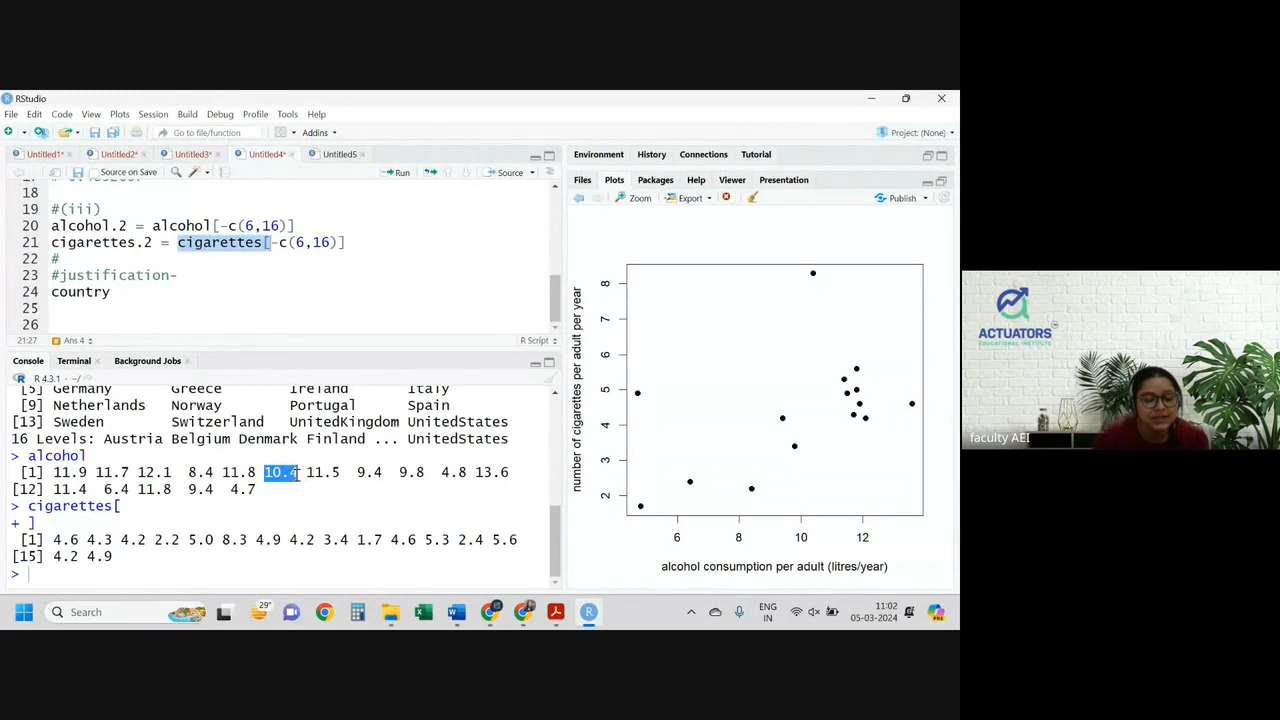 RStudio
File Edit Code View Plots Session Build Debug Profile Tools Help
Go to file/function Addins Project: (None)
Untitled1* Untitled2* Untitled3* Untitled4* Untitled5
Source on Save Run Source
18
19 #(iii)
20 alcohol.2 = alcohol[-c(6,16)]
21 cigarettes.2 = cigarettes[-c(6,16)]
22 #
23 #justification-
24 country
25
26
21:27 Ans 4 R Script
Console Terminal Background Jobs
R 4.3.1 · ~/
[5] Germany Greece Ireland Italy
[9] Netherlands Norway Portugal Spain
[13] Sweden Switzerland UnitedKingdom UnitedStates
16 Levels: Austria Belgium Denmark Finland ... UnitedStates
> alcohol
[1] 11.9 11.7 12.1 8.4 11.8 10.4 11.5 9.4 9.8 4.8 13.6
[12] 11.4 6.4 11.8 9.4 4.7
> cigarettes[
+ ]
[1] 4.6 4.3 4.2 2.2 5.0 8.3 4.9 4.2 3.4 1.7 4.6 5.3 2.4 5.6
[15] 4.2 4.9
>
Environment History Connections Tutorial
Files Plots Packages Help Viewer Presentation
Zoom Export Publish
number of cigarettes per adult per year
8
7
6
5
4
3
2
6 8 10 12
alcohol consumption per adult (litres/year)
Search
29°
ENG
IN
11:02
05-03-2024
ACTUATORS
EDUCATIONAL INSTITUTE
faculty AEI